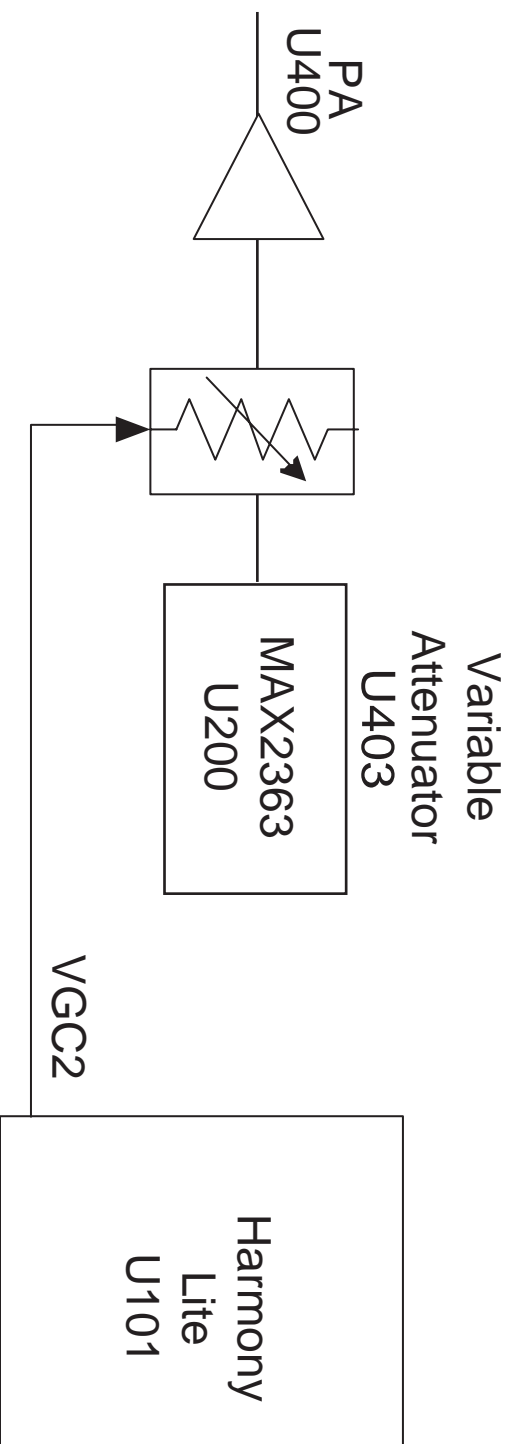 PA
U400
Variable
Attenuator
U403
MAX2363
U200
VGC2
Harmony
Lite
U101